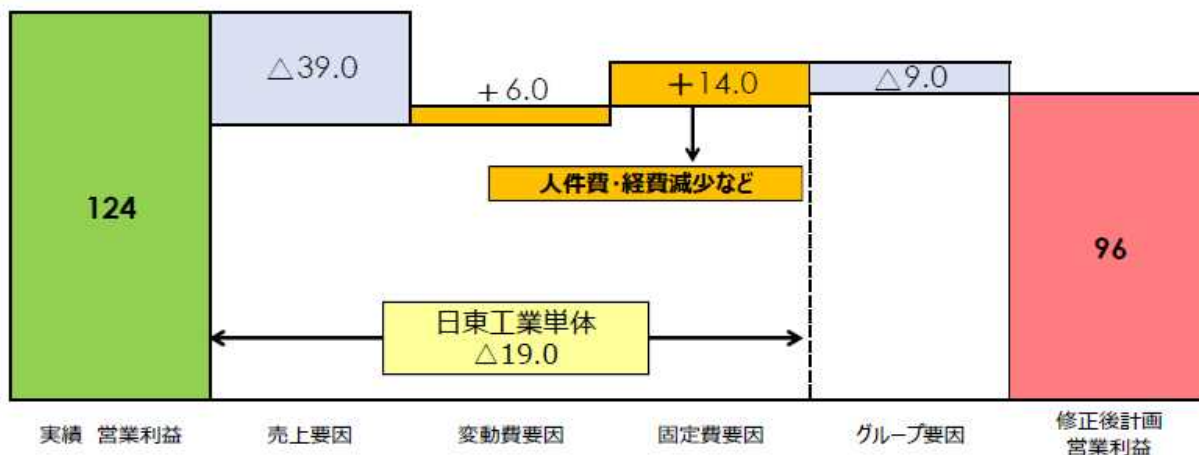 △39.0
+6.0
+14.0
△9.0
人件費・経費減少など
124
96
日東工業単体
△19.0
実績 営業利益
売上要因
変動費要因
固定費要因
グループ要因
修正後計画
営業利益